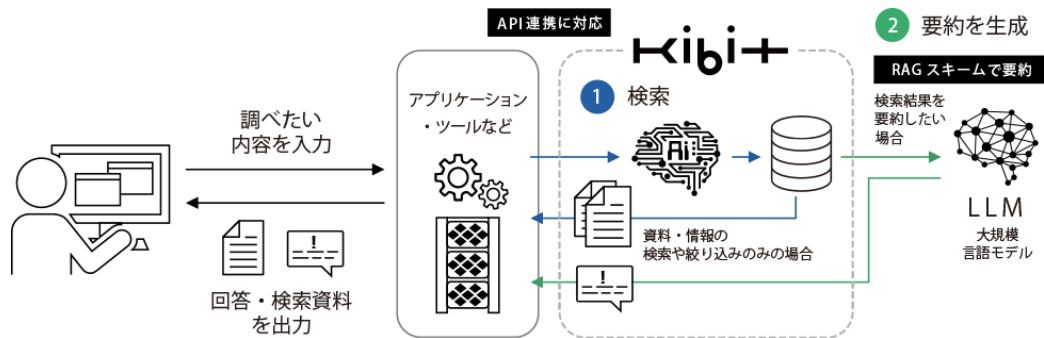 調べたい
内容を入力
回答・検索資料
を出力
API連携に対応
アプリケーション
・ツールなど
kibit
1 検索
Ai
資料・情報の
検索や絞り込みのみの場合
!
!
2 要約を生成
RAGスキームで要約
検索結果を
要約したい
場合
LLM
大規模
言語モデル